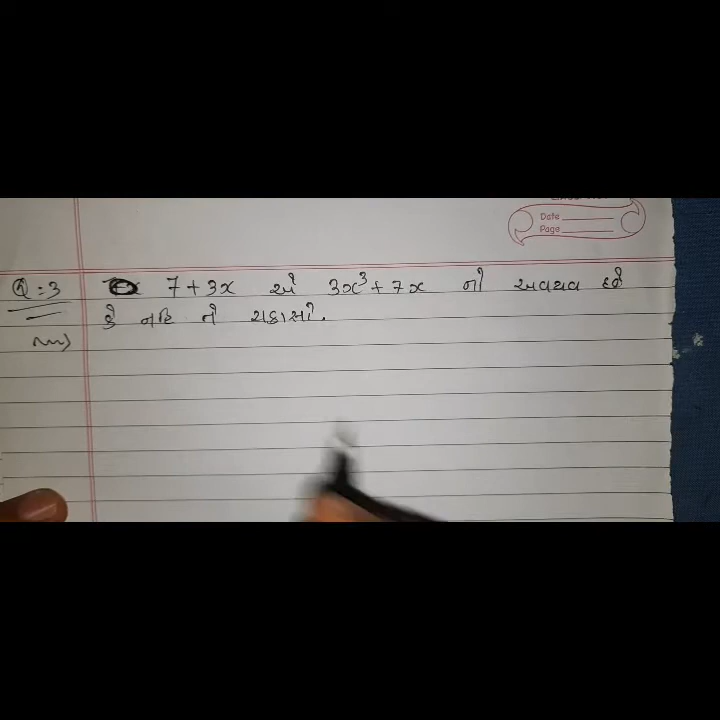 Date
Page
Q:3 7 + 3x એ 3x³ + 7x નો અવયવ છે
કે નહિ તે ચકાસો.